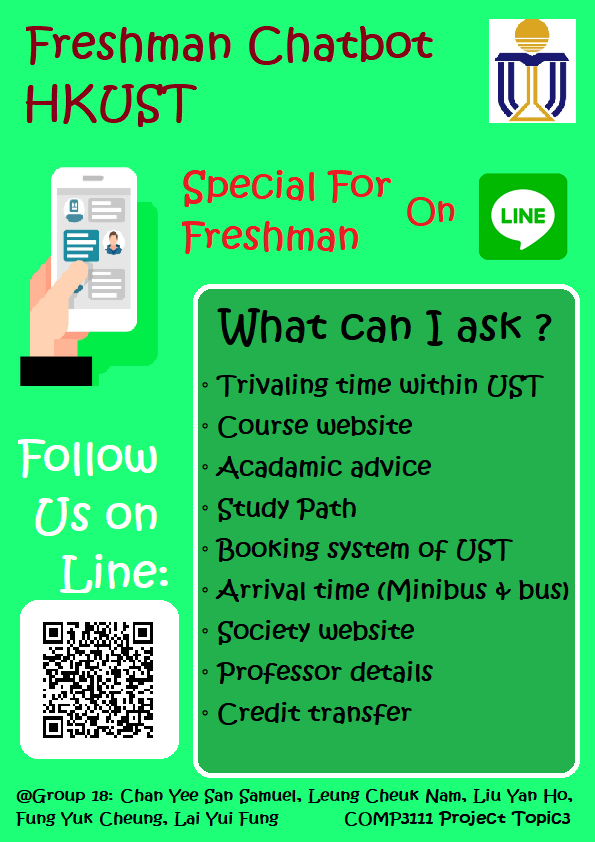 Freshman Chatbot
HKUST
Special For
Freshman
On
LINE
What can I ask ?
◦ Trivaling time within UST
◦ Course website
◦ Acadamic advice
◦ Study Path
◦ Booking system of UST
◦ Arrival time (Minibus & bus)
◦ Society website
◦ Professor details
◦ Credit transfer
Follow
Us on
Line:
@Group 18: Chan Yee San Samuel, Leung Cheuk Nam, Liu Yan Ho,
Fung Yuk Cheung, Lai Yui Fung COMP3111 Project Topic3